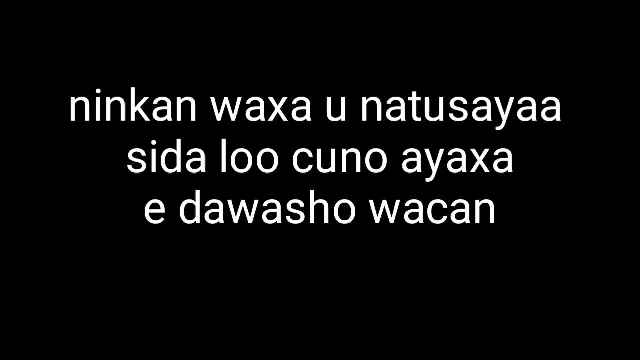 ninkan waxa u natusayaa
sida loo cuno ayaxa
e dawasho wacan